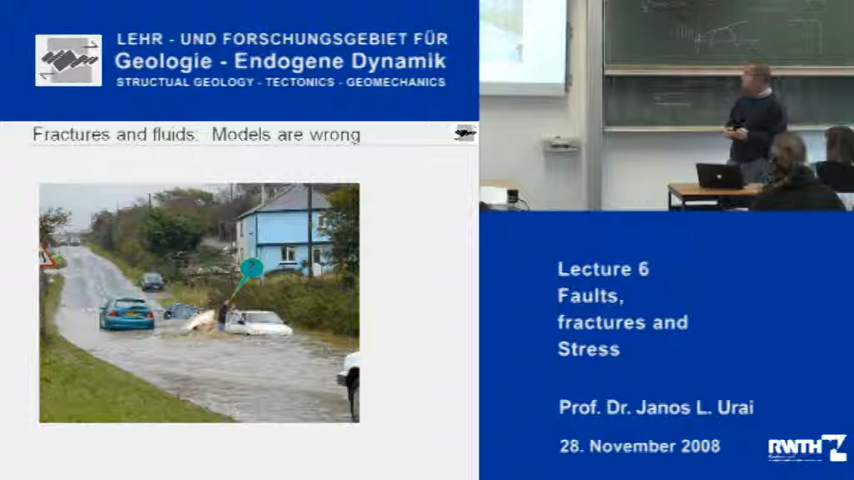 LEHR - UND FORSCHUNGSGEBIET FÜR
Geologie - Endogene Dynamik
STRUCTUAL GEOLOGY - TECTONICS - GEOMECHANICS
Fractures and fluids: Models are wrong
?
Lecture 6
Faults,
fractures and
Stress
Prof. Dr. Janos L. Urai
28. November 2008
RWTH